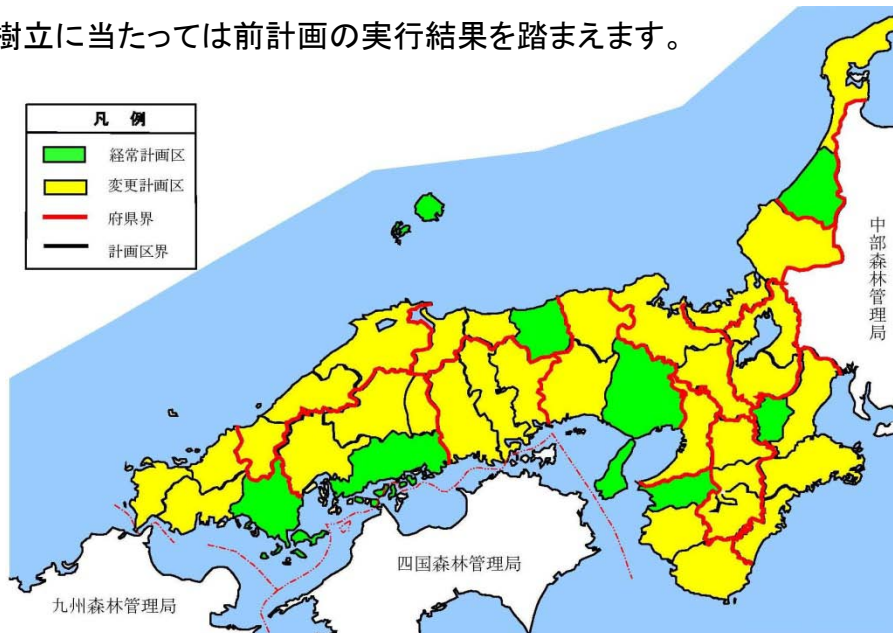 樹立に当たっては前計画の実行結果を踏まえます。
凡 例
経常計画区
変更計画区
府県界
計画区界
中部森林管理局
四国森林管理局
九州森林管理局